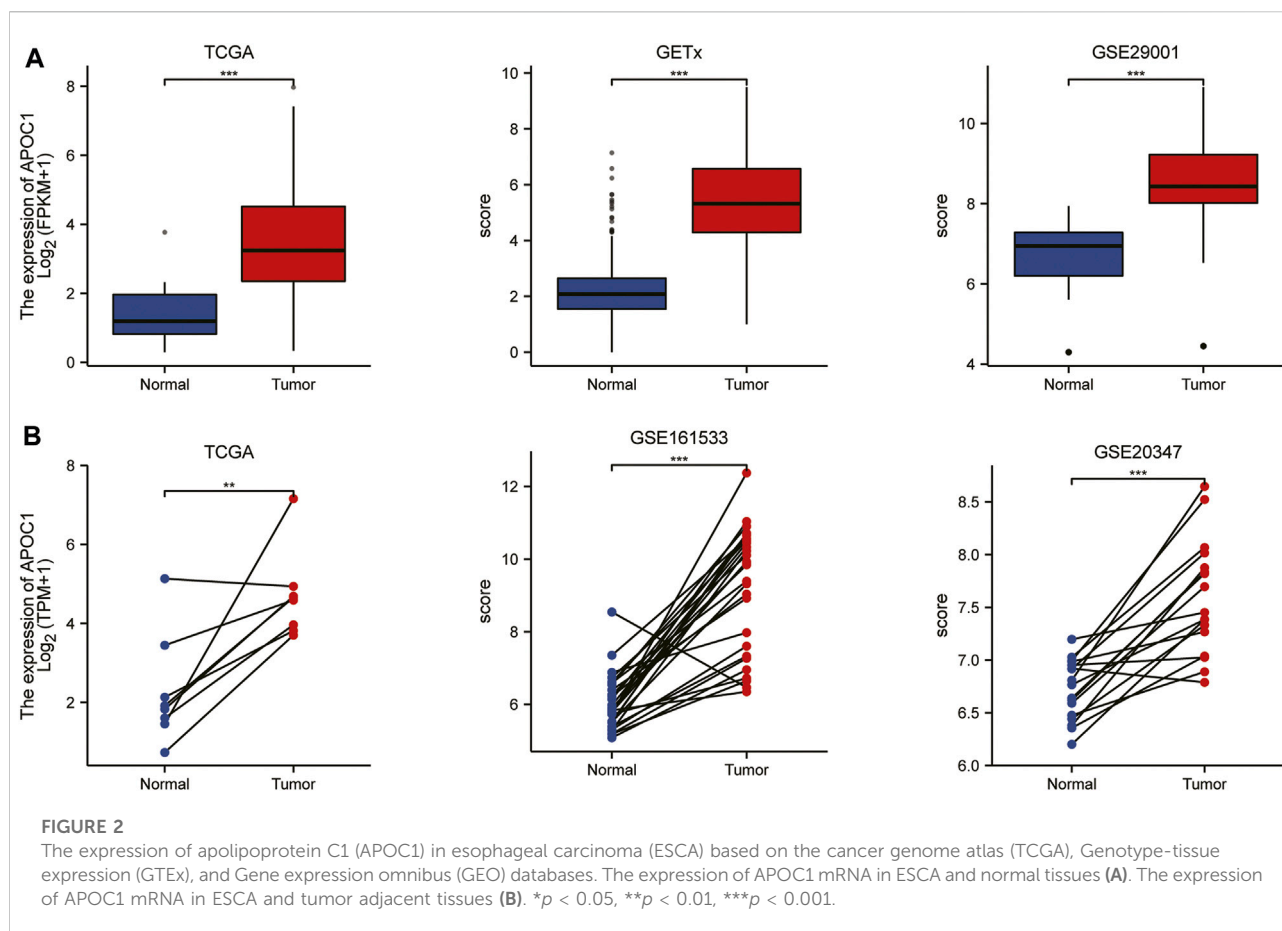 A
TCGA
***
The expression of APOC1
Log2 (FPKM+1)
8
6
4
2
0
Normal
Tumor
GETx
***
score
10
8
6
4
2
0
Normal
Tumor
GSE29001
***
score
10
8
6
4
Normal
Tumor
B
TCGA
**
The expression of APOC1
Log2 (TPM+1)
8
6
4
2
Normal
Tumor
GSE161533
***
score
12
10
8
6
Normal
Tumor
GSE20347
***
score
8.5
8.0
7.5
7.0
6.5
6.0
Normal
Tumor
FIGURE 2
The expression of apolipoprotein C1 (APOC1) in esophageal carcinoma (ESCA) based on the cancer genome atlas (TCGA), Genotype-tissue
expression (GTEx), and Gene expression omnibus (GEO) databases. The expression of APOC1 mRNA in ESCA and normal tissues (A). The expression
of APOC1 mRNA in ESCA and tumor adjacent tissues (B). *p < 0.05, **p < 0.01, ***p < 0.001.